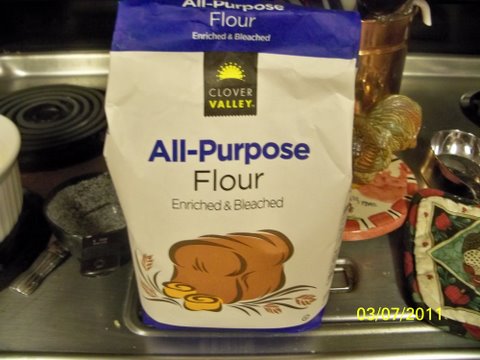 All-Purpose
Flour
Enriched & Bleached
CLOVER
VALLEY
All-Purpose
Flour
Enriched & Bleached
03/07/2011